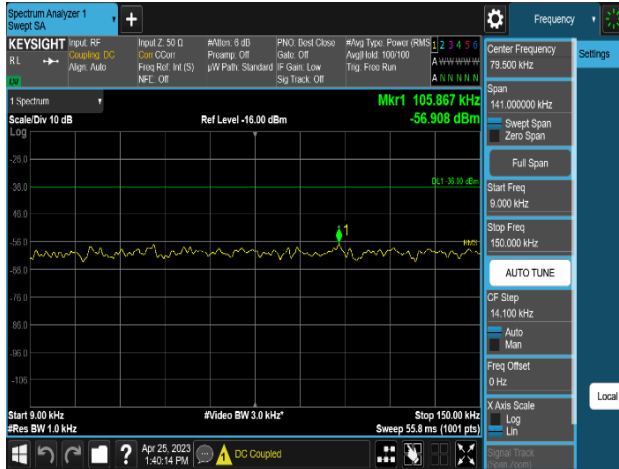 Spectrum Analyzer 1
Swept SA
+
Frequency
KEYSIGHT Input: RF Input Z: 50 Ω #Atten: 6 dB PNO: Best Close #Avg Type: Power (RMS 1 2 3 4 5 6
RL Coupling: DC Corr CCorr Preamp: Off Gate: Off Avg|Hold: 100/100 A W W W W W
Align: Auto Freq Ref: Int (S) µW Path: Standard IF Gain: Low Trig: Free Run
NFE: Off Sig Track: Off A N N N N N
Center Frequency
79.500 kHz
Settings
1 Spectrum
Mkr1 105.867 kHz
Scale/Div 10 dB Ref Level -16.00 dBm -56.908 dBm
Log
Span
141.000000 kHz
Swept Span
Zero Span
Full Span
-26.0
DL1 -36.00 dBm
-36.0
-46.0
1
-56.0
RMS
-66.0
-76.0
-86.0
-96.0
-106
Start Freq
9.000 kHz
Stop Freq
150.000 kHz
AUTO TUNE
CF Step
14.100 kHz
Auto
Man
Freq Offset
0 Hz
Local
X Axis Scale
Log
Lin
Signal Track
(Span Zoom)
Start 9.00 kHz #Video BW 3.0 kHz* Stop 150.00 kHz
#Res BW 1.0 kHz Sweep 55.8 ms (1001 pts)
? Apr 25, 2023
1:40:14 PM
DC Coupled